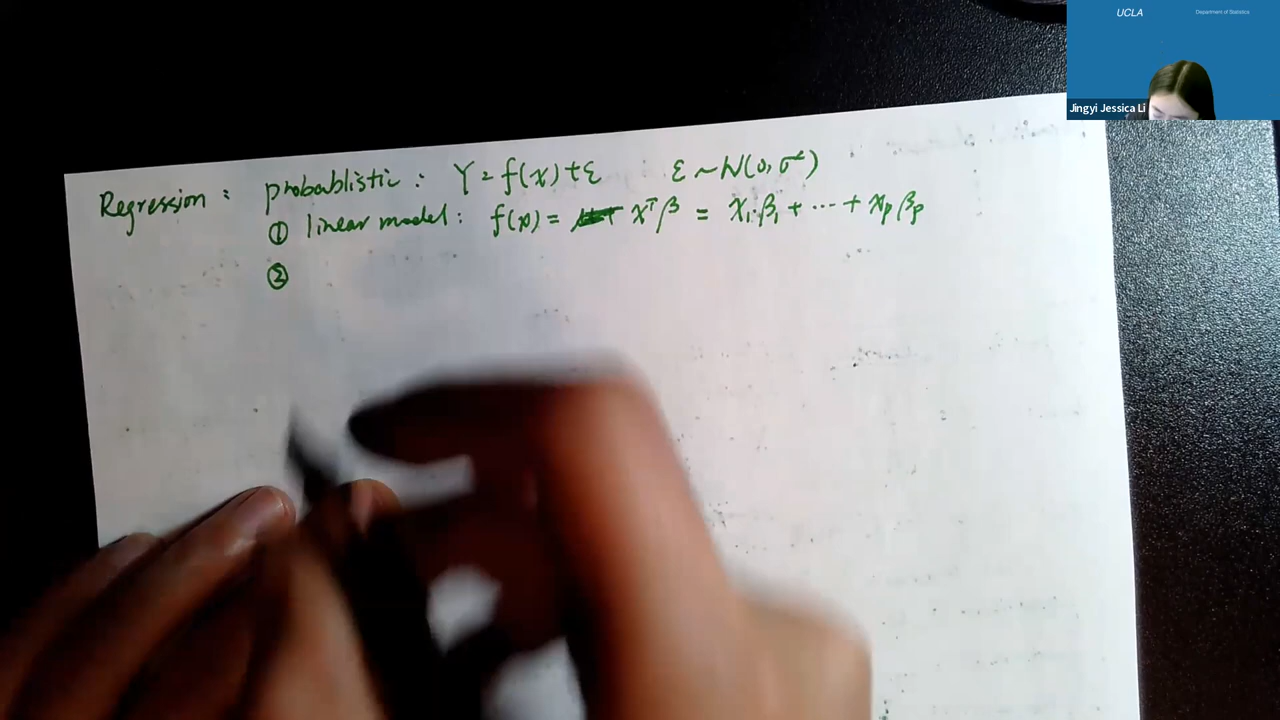 UCLA
Department of Statistics
Jingyi Jessica Li
Regression : probablistic : Y = f(x) + ε ε ~ N(0, σ²)
① linear model : f(x) = xᵀβ = x₁β₁ + ··· + xₚβₚ
②